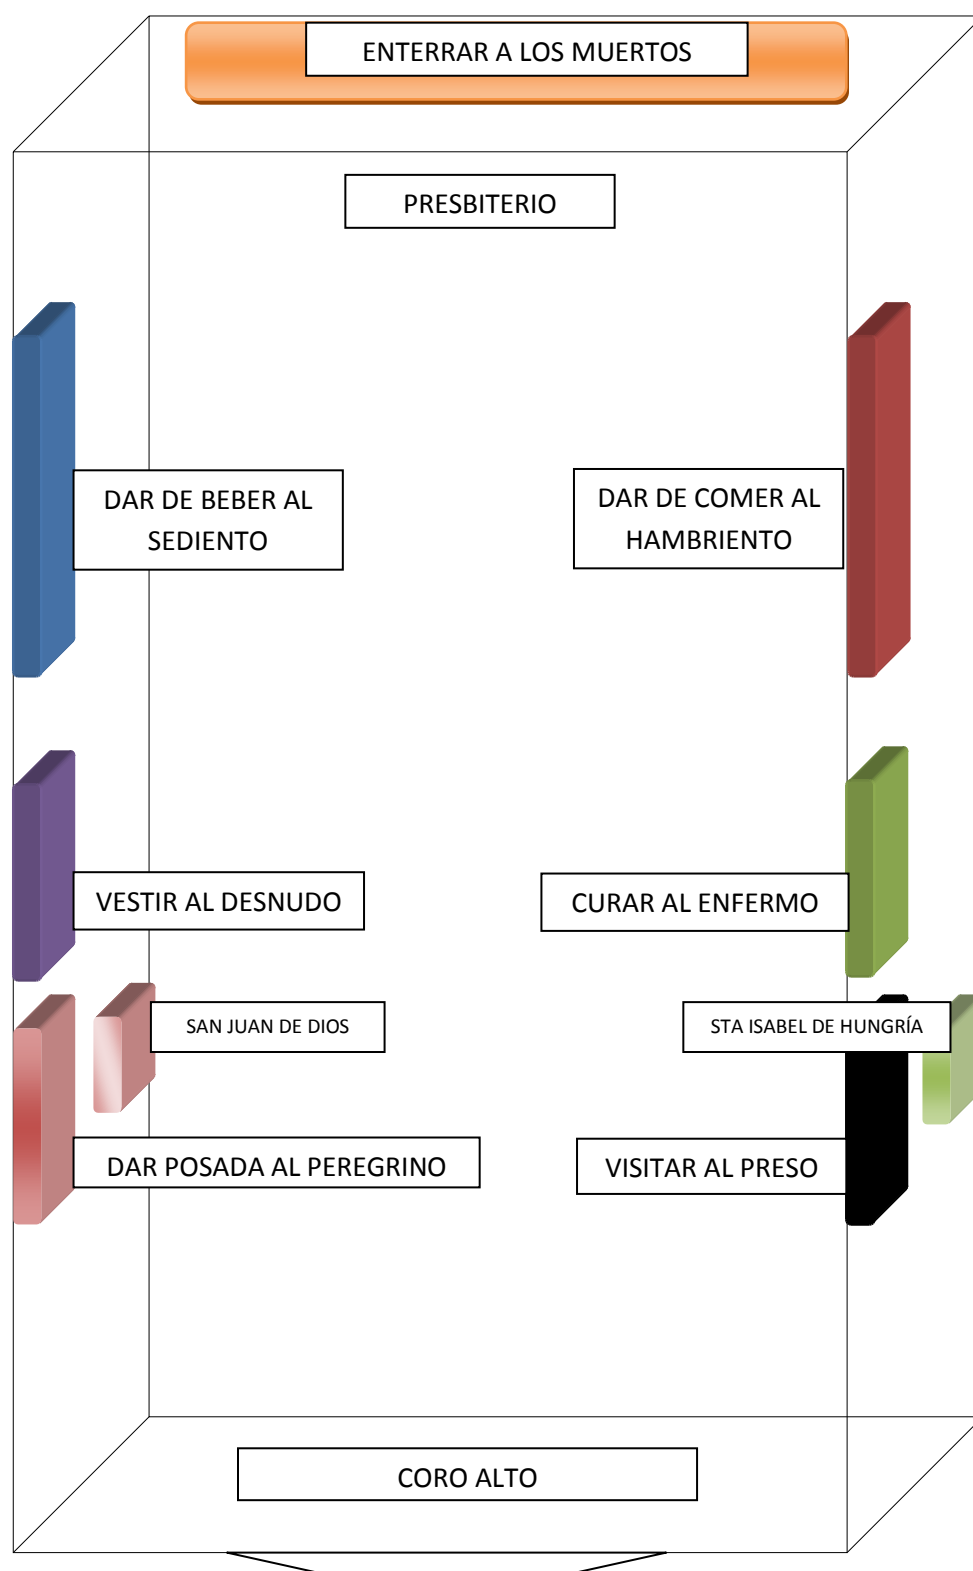 ENTERRAR A LOS MUERTOS
PRESBITERIO
DAR DE BEBER AL
SEDIENTO
DAR DE COMER AL
HAMBRIENTO
VESTIR AL DESNUDO
CURAR AL ENFERMO
SAN JUAN DE DIOS
STA ISABEL DE HUNGRÍA
DAR POSADA AL PEREGRINO
VISITAR AL PRESO
CORO ALTO